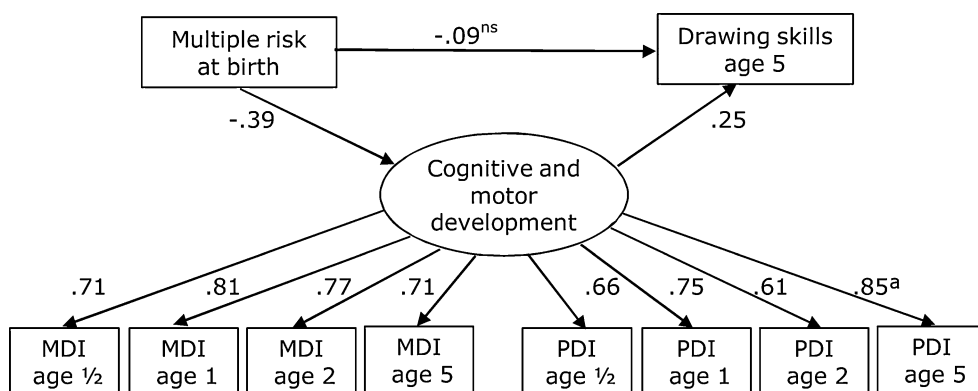 Multiple risk
at birth
-.09ns
Drawing skills
age 5
-.39
.25
Cognitive and
motor
development
.71
.81
.77
.71
.66
.75
.61
.85a
MDI
age ½
MDI
age 1
MDI
age 2
MDI
age 5
PDI
age ½
PDI
age 1
PDI
age 2
PDI
age 5